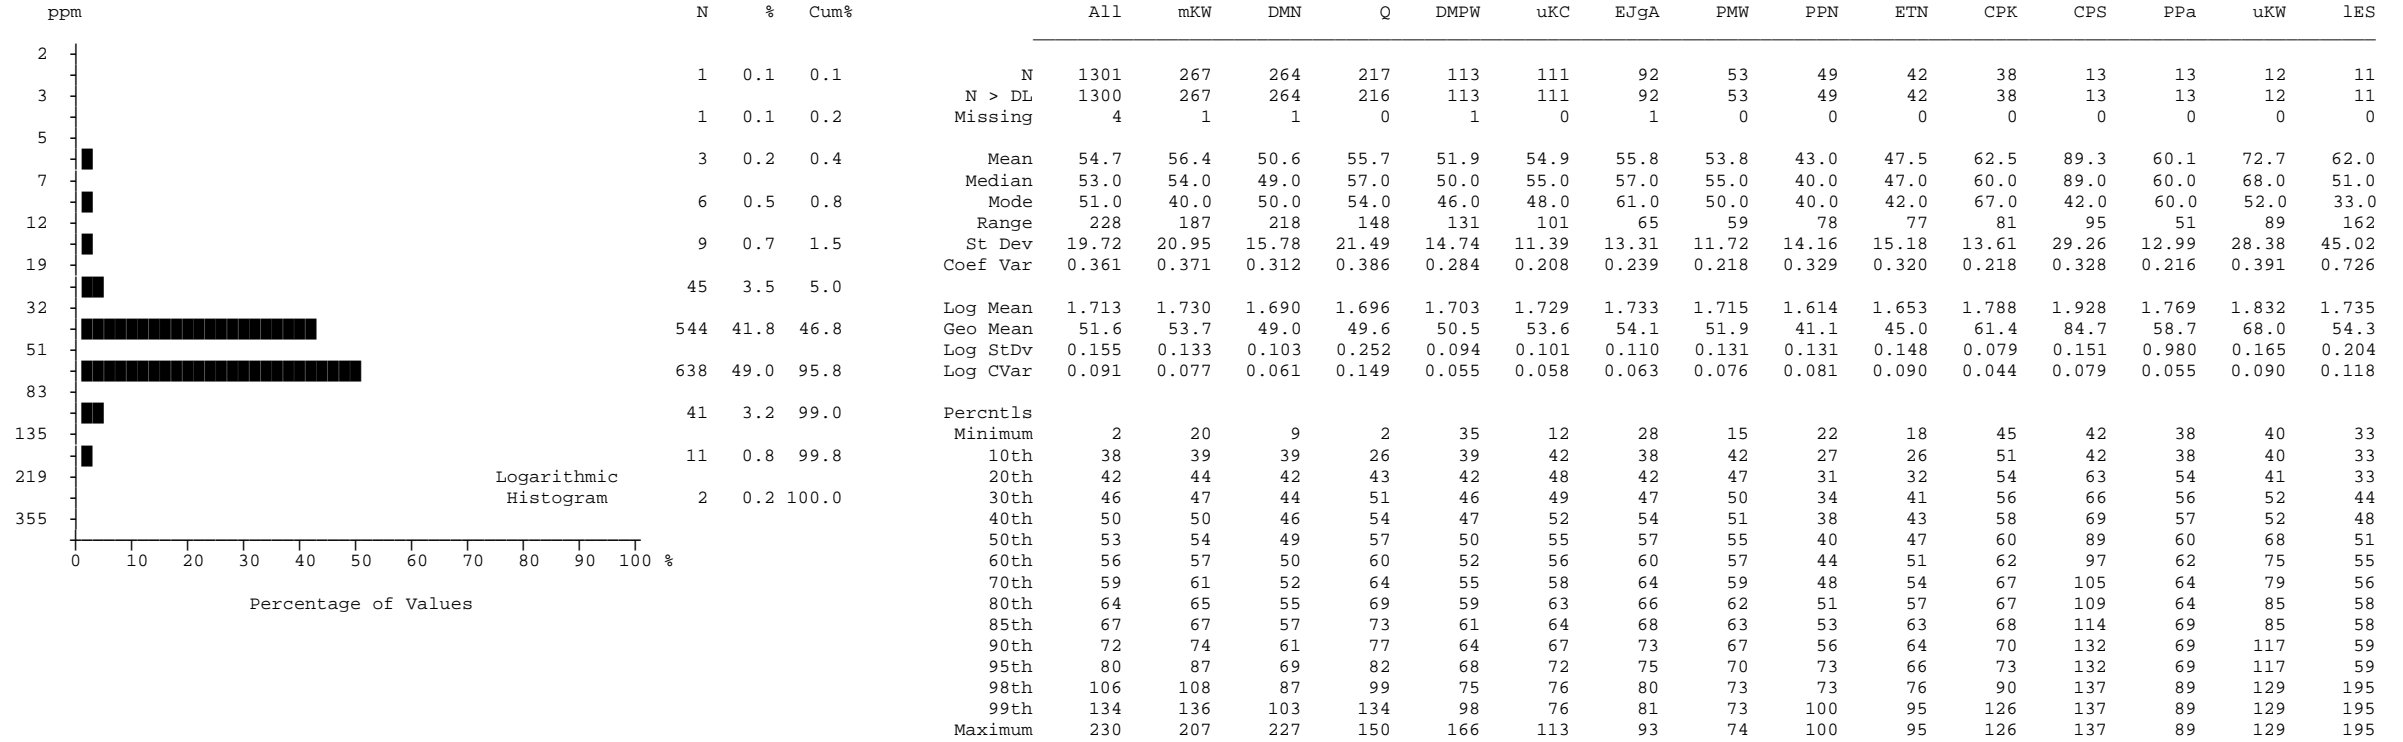 ppm N % Cum% All mKW DMN Q DMPW uKC EJgA PMW PPN ETN CPK CPS PPa uKW lES
2
1 0.1 0.1 N 1301 267 264 217 113 111 92 53 49 42 38 13 13 12 11
3 N > DL 1300 267 264 216 113 111 92 53 49 42 38 13 13 12 11
1 0.1 0.2 Missing 4 1 1 0 1 0 1 0 0 0 0 0 0 0 0
5
3 0.2 0.4 Mean 54.7 56.4 50.6 55.7 51.9 54.9 55.8 53.8 43.0 47.5 62.5 89.3 60.1 72.7 62.0
7 Median 53.0 54.0 49.0 57.0 50.0 55.0 57.0 55.0 40.0 47.0 60.0 89.0 60.0 68.0 51.0
6 0.5 0.8 Mode 51.0 40.0 50.0 54.0 46.0 48.0 61.0 50.0 40.0 42.0 67.0 42.0 60.0 52.0 33.0
12 Range 228 187 218 148 131 101 65 59 78 77 81 95 51 89 162
9 0.7 1.5 St Dev 19.72 20.95 15.78 21.49 14.74 11.39 13.31 11.72 14.16 15.18 13.61 29.26 12.99 28.38 45.02
19 Coef Var 0.361 0.371 0.312 0.386 0.284 0.208 0.239 0.218 0.329 0.320 0.218 0.328 0.216 0.391 0.726
45 3.5 5.0
32 Log Mean 1.713 1.730 1.690 1.696 1.703 1.729 1.733 1.715 1.614 1.653 1.788 1.928 1.769 1.832 1.735
544 41.8 46.8 Geo Mean 51.6 53.7 49.0 49.6 50.5 53.6 54.1 51.9 41.1 45.0 61.4 84.7 58.7 68.0 54.3
51 Log StDv 0.155 0.133 0.103 0.252 0.094 0.101 0.110 0.131 0.131 0.148 0.079 0.151 0.980 0.165 0.204
638 49.0 95.8 Log CVar 0.091 0.077 0.061 0.149 0.055 0.058 0.063 0.076 0.081 0.090 0.044 0.079 0.055 0.090 0.118
83
41 3.2 99.0 Percntls
135 Minimum 2 20 9 2 35 12 28 15 22 18 45 42 38 40 33
11 0.8 99.8 10th 38 39 39 26 39 42 38 42 27 26 51 42 38 40 33
219 Logarithmic 20th 42 44 42 43 42 48 42 47 31 32 54 63 54 41 33
Histogram 2 0.2 100.0 30th 46 47 44 51 46 49 47 50 34 41 56 66 56 52 44
355 40th 50 50 46 54 47 52 54 51 38 43 58 69 57 52 48
50th 53 54 49 57 50 55 57 55 40 47 60 89 60 68 51
0 10 20 30 40 50 60 70 80 90 100 % 60th 56 57 50 60 52 56 60 57 44 51 62 97 62 75 55
70th 59 61 52 64 55 58 64 59 48 54 67 105 64 79 56
Percentage of Values 80th 64 65 55 69 59 63 66 62 51 57 67 109 64 85 58
85th 67 67 57 73 61 64 68 63 53 63 68 114 69 85 58
90th 72 74 61 77 64 67 73 67 56 64 70 132 69 117 59
95th 80 87 69 82 68 72 75 70 73 66 73 132 69 117 59
98th 106 108 87 99 75 76 80 73 73 76 90 137 89 129 195
99th 134 136 103 134 98 76 81 73 100 95 126 137 89 129 195
Maximum 230 207 227 150 166 113 93 74 100 95 126 137 89 129 195